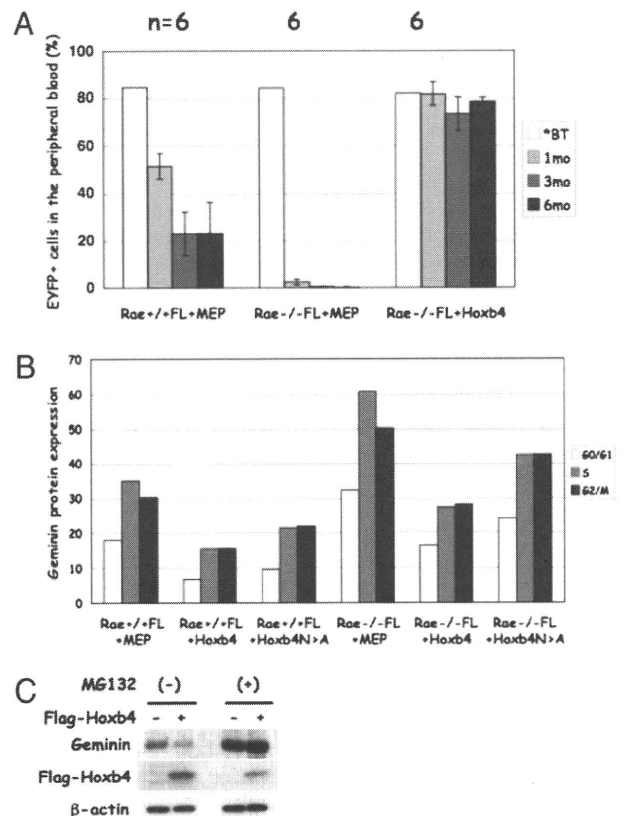 A
n=6 6 6
EYFP+ cells in the peripheral blood (%)
100
80
60
40
20
0
*BT
1mo
3mo
6mo
Rae+/+FL+MEP Rae-/-FL+MEP Rae-/-FL+Hoxb4
B
Geminin protein expression
70
60
50
40
30
20
10
0
G0/G1
S
G2/M
Rae+/+FL Rae+/+FL Rae+/+FL Rae-/-FL Rae-/-FL Rae-/-FL
+MEP +Hoxb4 +Hoxb4N>A +MEP +Hoxb4 +Hoxb4N>A
C
MG132 (-) (+)
Flag-Hoxb4 - + - +
Geminin
Flag-Hoxb4
β-actin